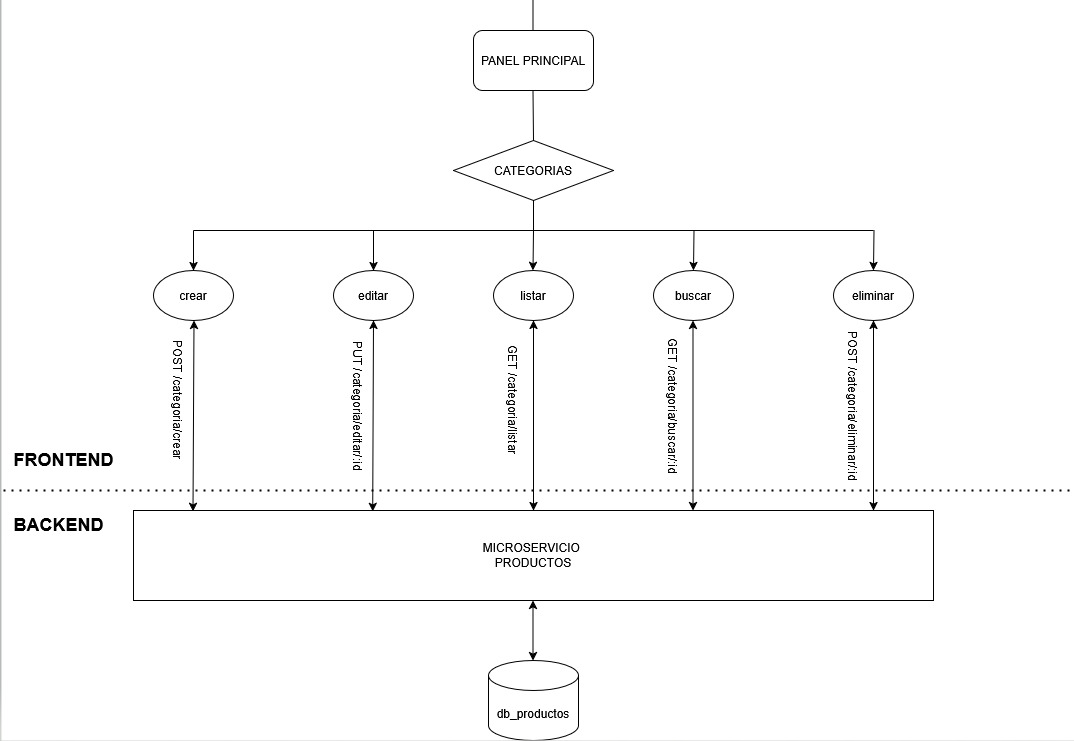 PANEL PRINCIPAL
CATEGORIAS
crear
editar
listar
buscar
eliminar
POST /categoria/crear
PUT /categoria/editar/:id
GET /categoria/listar
GET /categoria/buscar/:id
POST /categoria/eliminar/:id
FRONTEND
BACKEND
MICROSERVICIO
PRODUCTOS
db_productos